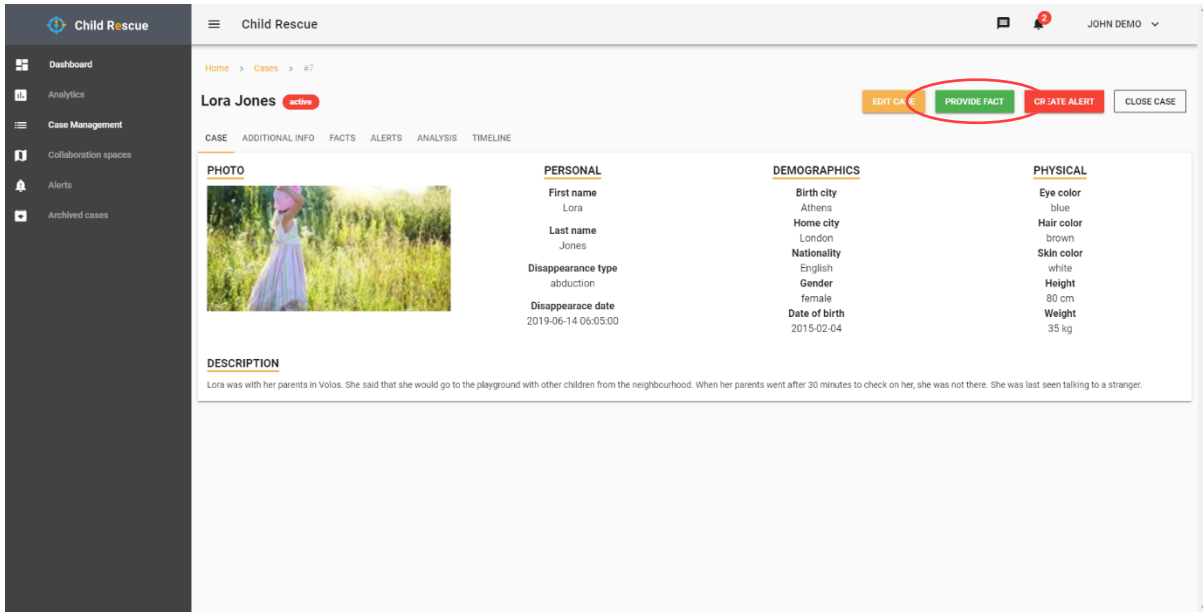 Child Rescue
Child Rescue
2
JOHN DEMO
Dashboard
Analytics
Case Management
Collaboration spaces
Alerts
Archived cases
Home > Cases > #7
Lora Jones active
EDIT CASE PROVIDE FACT CREATE ALERT CLOSE CASE
CASE ADDITIONAL INFO FACTS ALERTS ANALYSIS TIMELINE
PHOTO
PERSONAL
First name
Lora
Last name
Jones
Disappearance type
abduction
Disappearace date
2019-06-14 06:05:00
DEMOGRAPHICS
Birth city
Athens
Home city
London
Nationality
English
Gender
female
Date of birth
2015-02-04
PHYSICAL
Eye color
blue
Hair color
brown
Skin color
white
Height
80 cm
Weight
35 kg
DESCRIPTION
Lora was with her parents in Volos. She said that she would go to the playground with other children from the neighbourhood. When her parents went after 30 minutes to check on her, she was not there. She was last seen talking to a stranger.